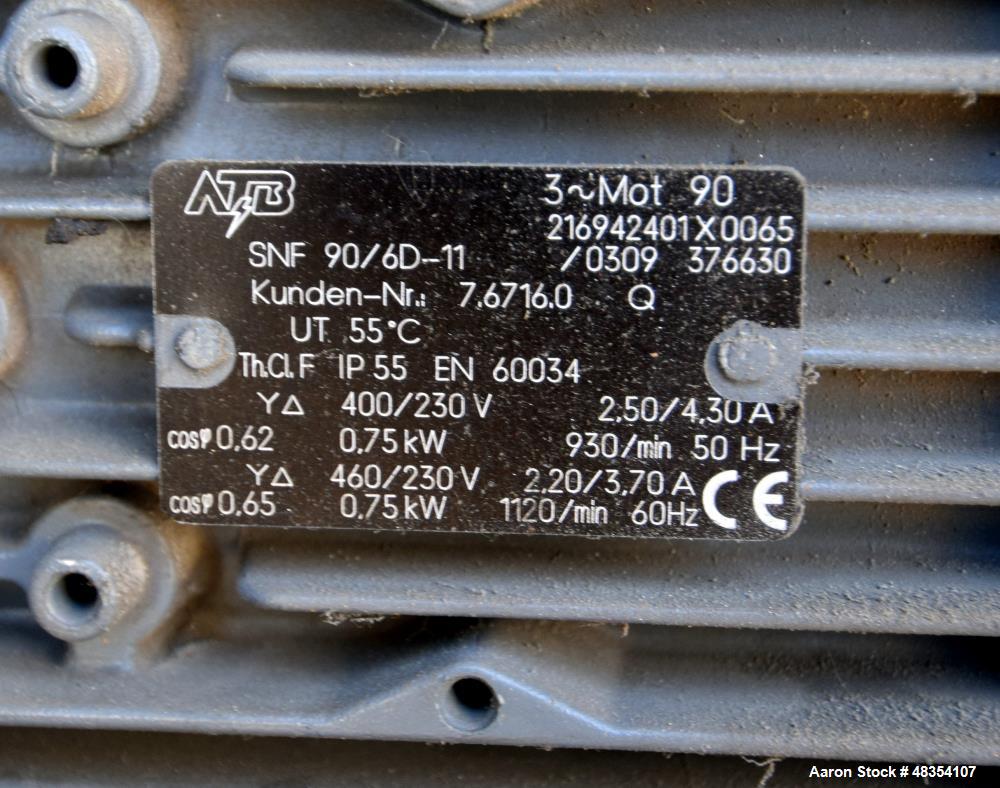 ATB 3~Mot 90
216942401X0065
SNF 90/6D-11 /0309 376630
Kunden-Nr.: 7.6716.0 Q
UT 55°C
Th.Cl.F IP 55 EN 60034
Y△ 400/230 V 2,50/4,30 A
cosφ 0,62 0,75 kW 930/min 50 Hz
Y△ 460/230 V 2,20/3,70 A
cosφ 0,65 0,75 kW 1120/min 60Hz CE
Aaron Stock # 48354107